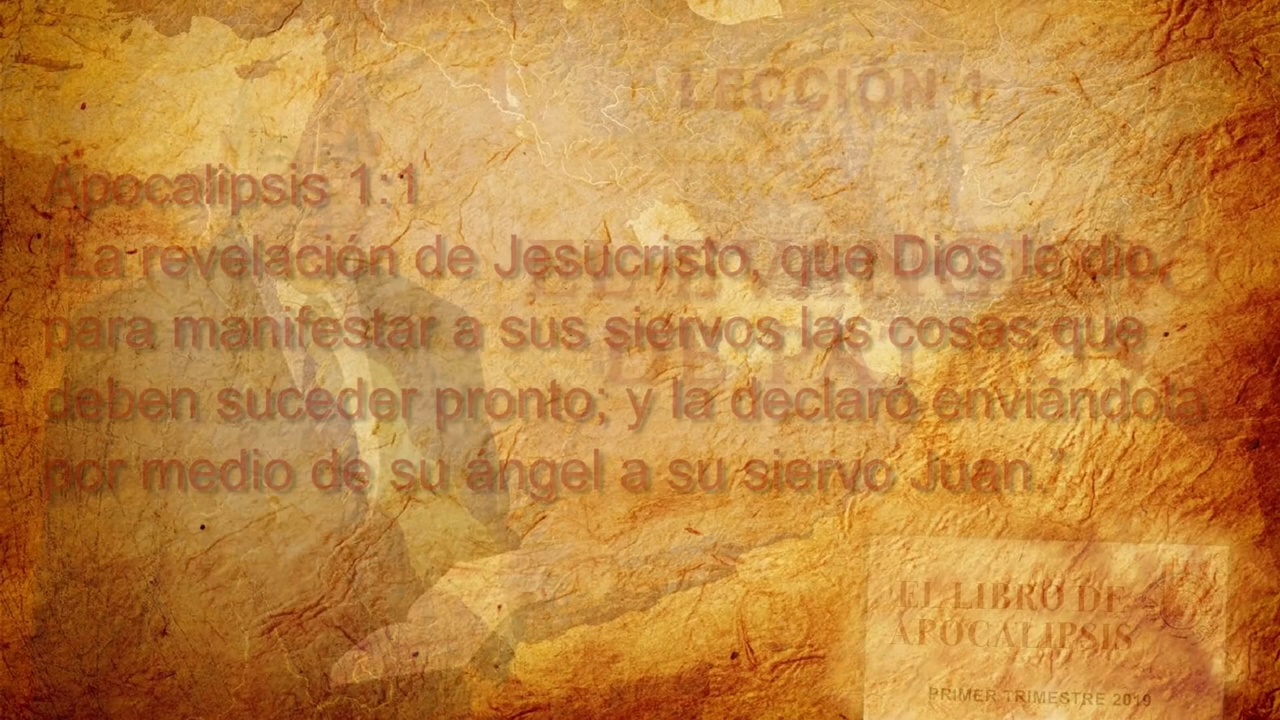 LECCIÓN 1
Apocalipsis 1:1
“La revelación de Jesucristo, que Dios le dio,
para manifestar a sus siervos las cosas que
deben suceder pronto; y la declaró enviándola
por medio de su ángel a su siervo Juan.”
EL LIBRO DE
APOCALIPSIS
PRIMER TRIMESTRE 2019